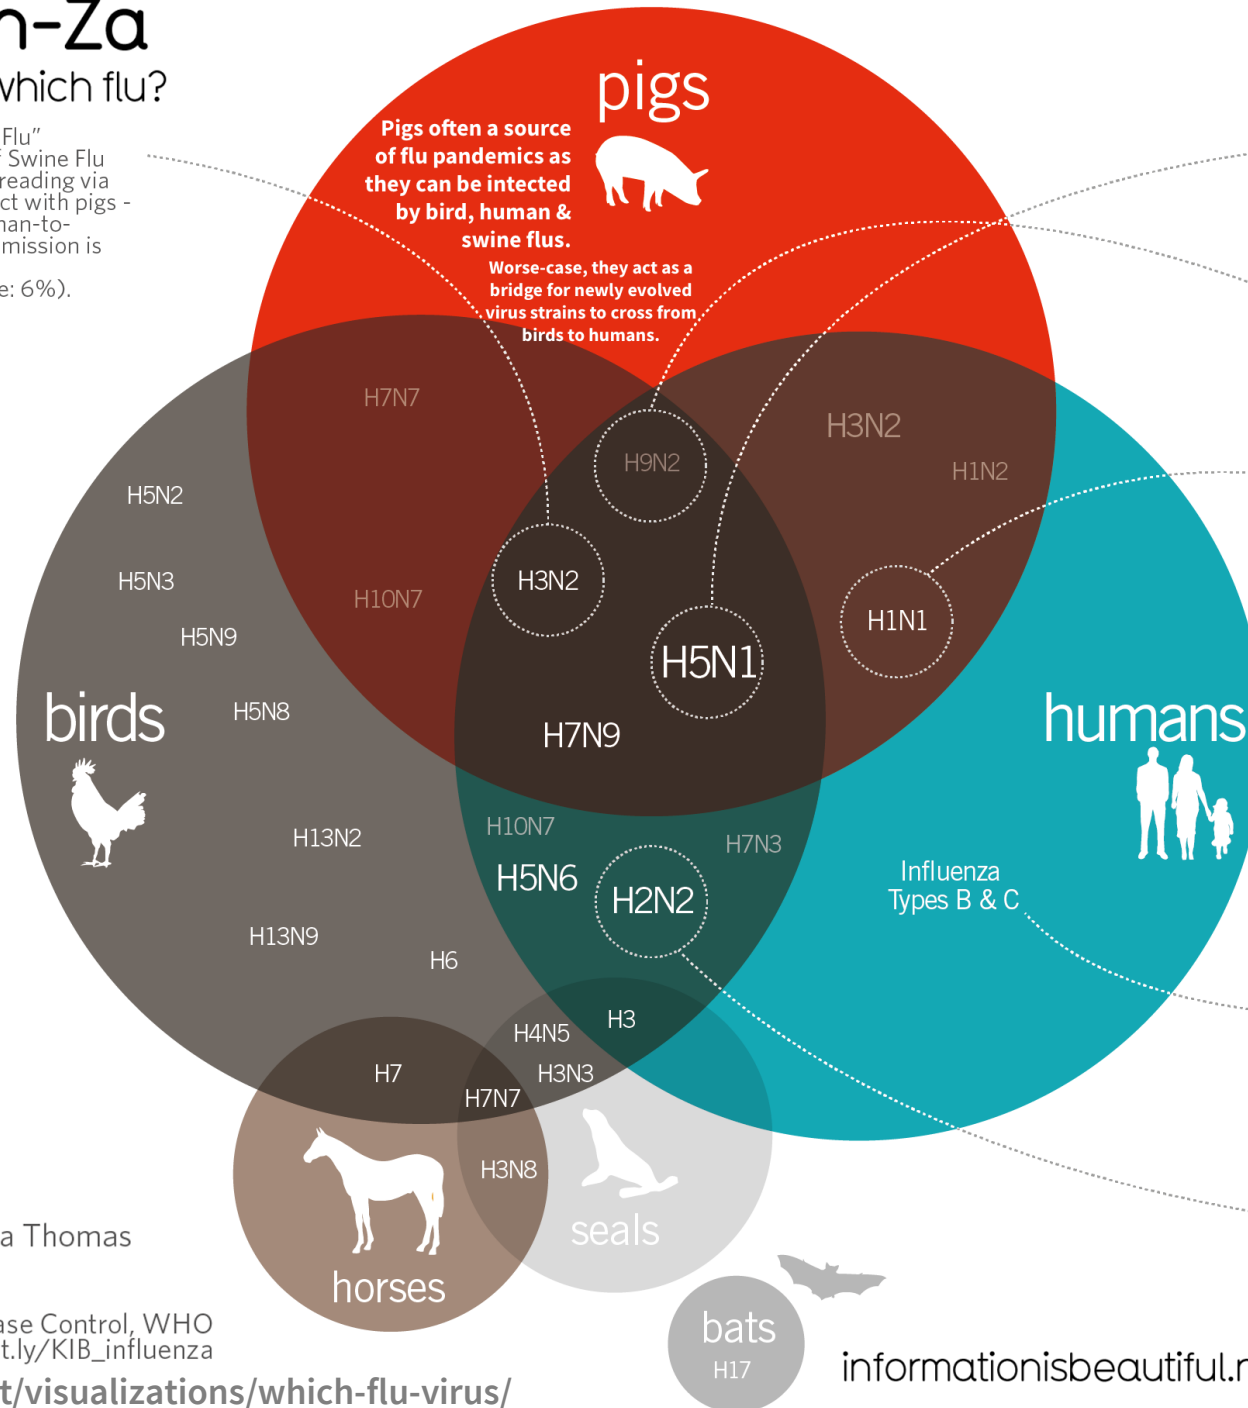 n-Za
which flu?
Flu”
f Swine Flu
reading via
ct with pigs -
nan-to-
mission is
e: 6%).
pigs
Pigs often a source
of flu pandemics as
they can be intected
by bird, human &
swine flus.
Worse-case, they act as a
bridge for newly evolved
virus strains to cross from
birds to humans.
H7N7
H3N2
H9N2
H1N2
H5N2
H5N3
H3N2
H10N7
H1N1
H5N9
H5N1
birds
H5N8
humans
H7N9
H13N2
H10N7
H7N3
H5N6
H2N2
Influenza
Types B & C
H13N9
H6
H4N5
H3
H7
H3N3
H7N7
H3N8
seals
horses
bats
H17
a Thomas
ase Control, WHO
t.ly/KIB_influenza
t/visualizations/which-flu-virus/
informationisbeautiful.n